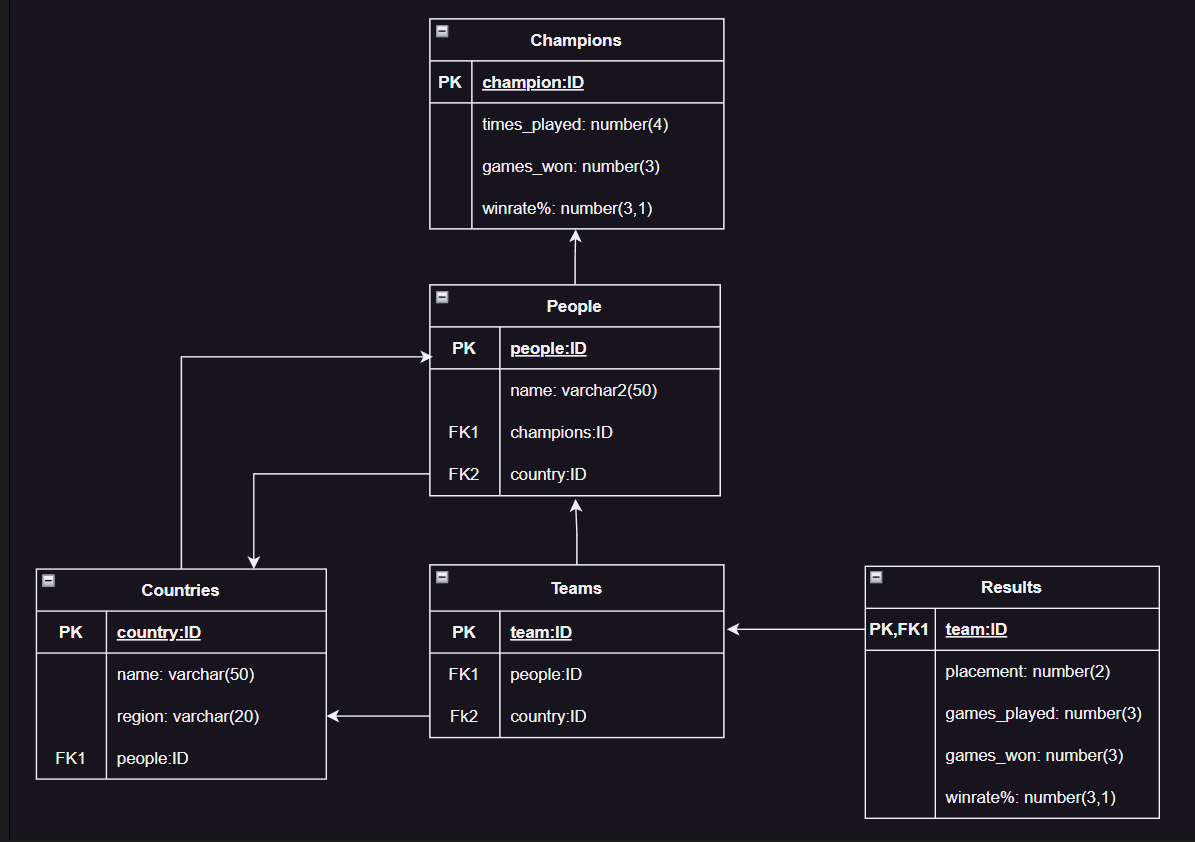 Champions
PK champion:ID
times_played: number(4)
games_won: number(3)
winrate%: number(3,1)
People
PK people:ID
name: varchar2(50)
FK1 champions:ID
FK2 country:ID
Countries
PK country:ID
name: varchar(50)
region: varchar(20)
FK1 people:ID
Teams
PK team:ID
FK1 people:ID
Fk2 country:ID
Results
PK,FK1 team:ID
placement: number(2)
games_played: number(3)
games_won: number(3)
winrate%: number(3,1)